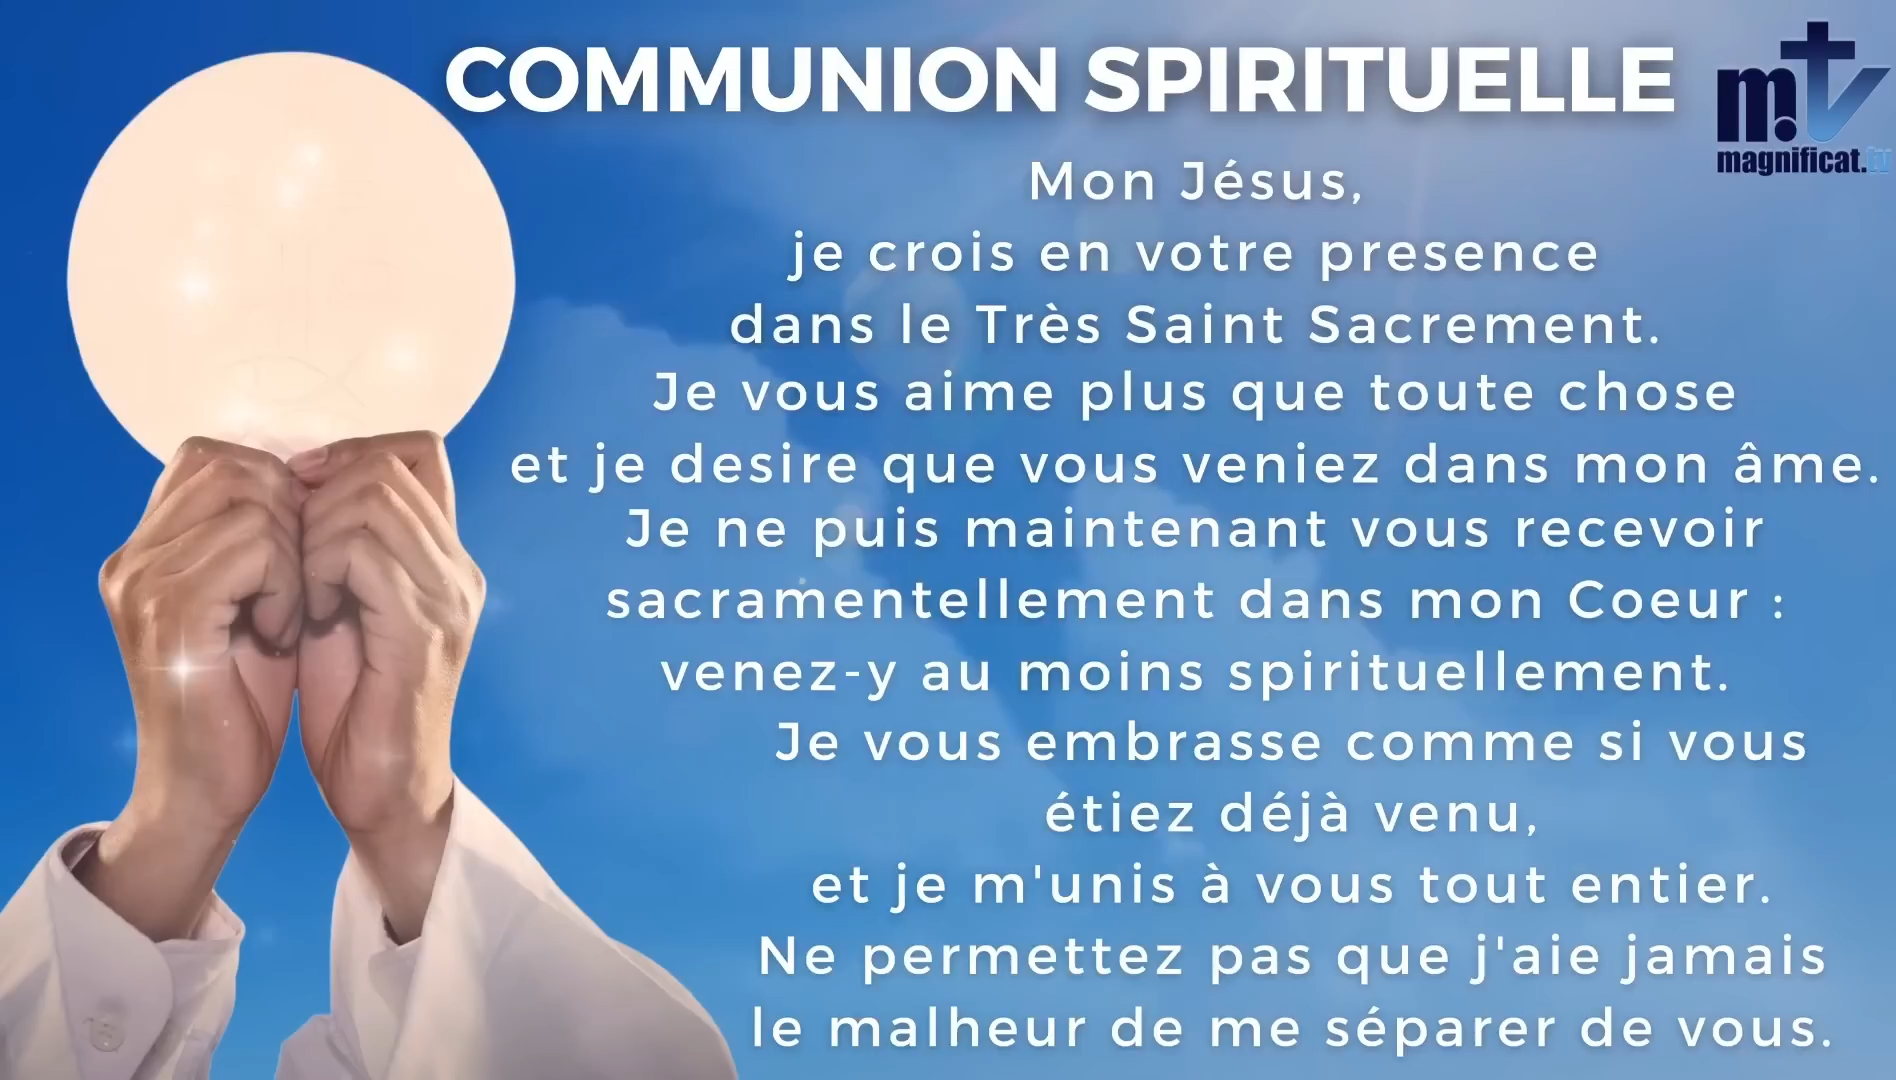 COMMUNION SPIRITUELLE
mtv
magnificat.tv
Mon Jésus,
je crois en votre presence
dans le Très Saint Sacrement.
Je vous aime plus que toute chose
et je desire que vous veniez dans mon âme.
Je ne puis maintenant vous recevoir
sacramentellement dans mon Coeur :
venez-y au moins spirituellement.
Je vous embrasse comme si vous
étiez déjà venu,
et je m'unis à vous tout entier.
Ne permettez pas que j'aie jamais
le malheur de me séparer de vous.